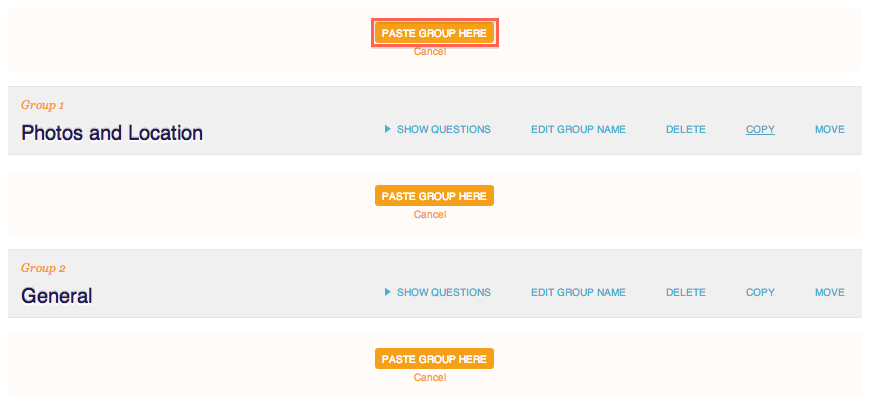 PASTE GROUP HERE
Cancel
Group 1
Photos and Location SHOW QUESTIONS EDIT GROUP NAME DELETE COPY MOVE
PASTE GROUP HERE
Cancel
Group 2
General SHOW QUESTIONS EDIT GROUP NAME DELETE COPY MOVE
PASTE GROUP HERE
Cancel